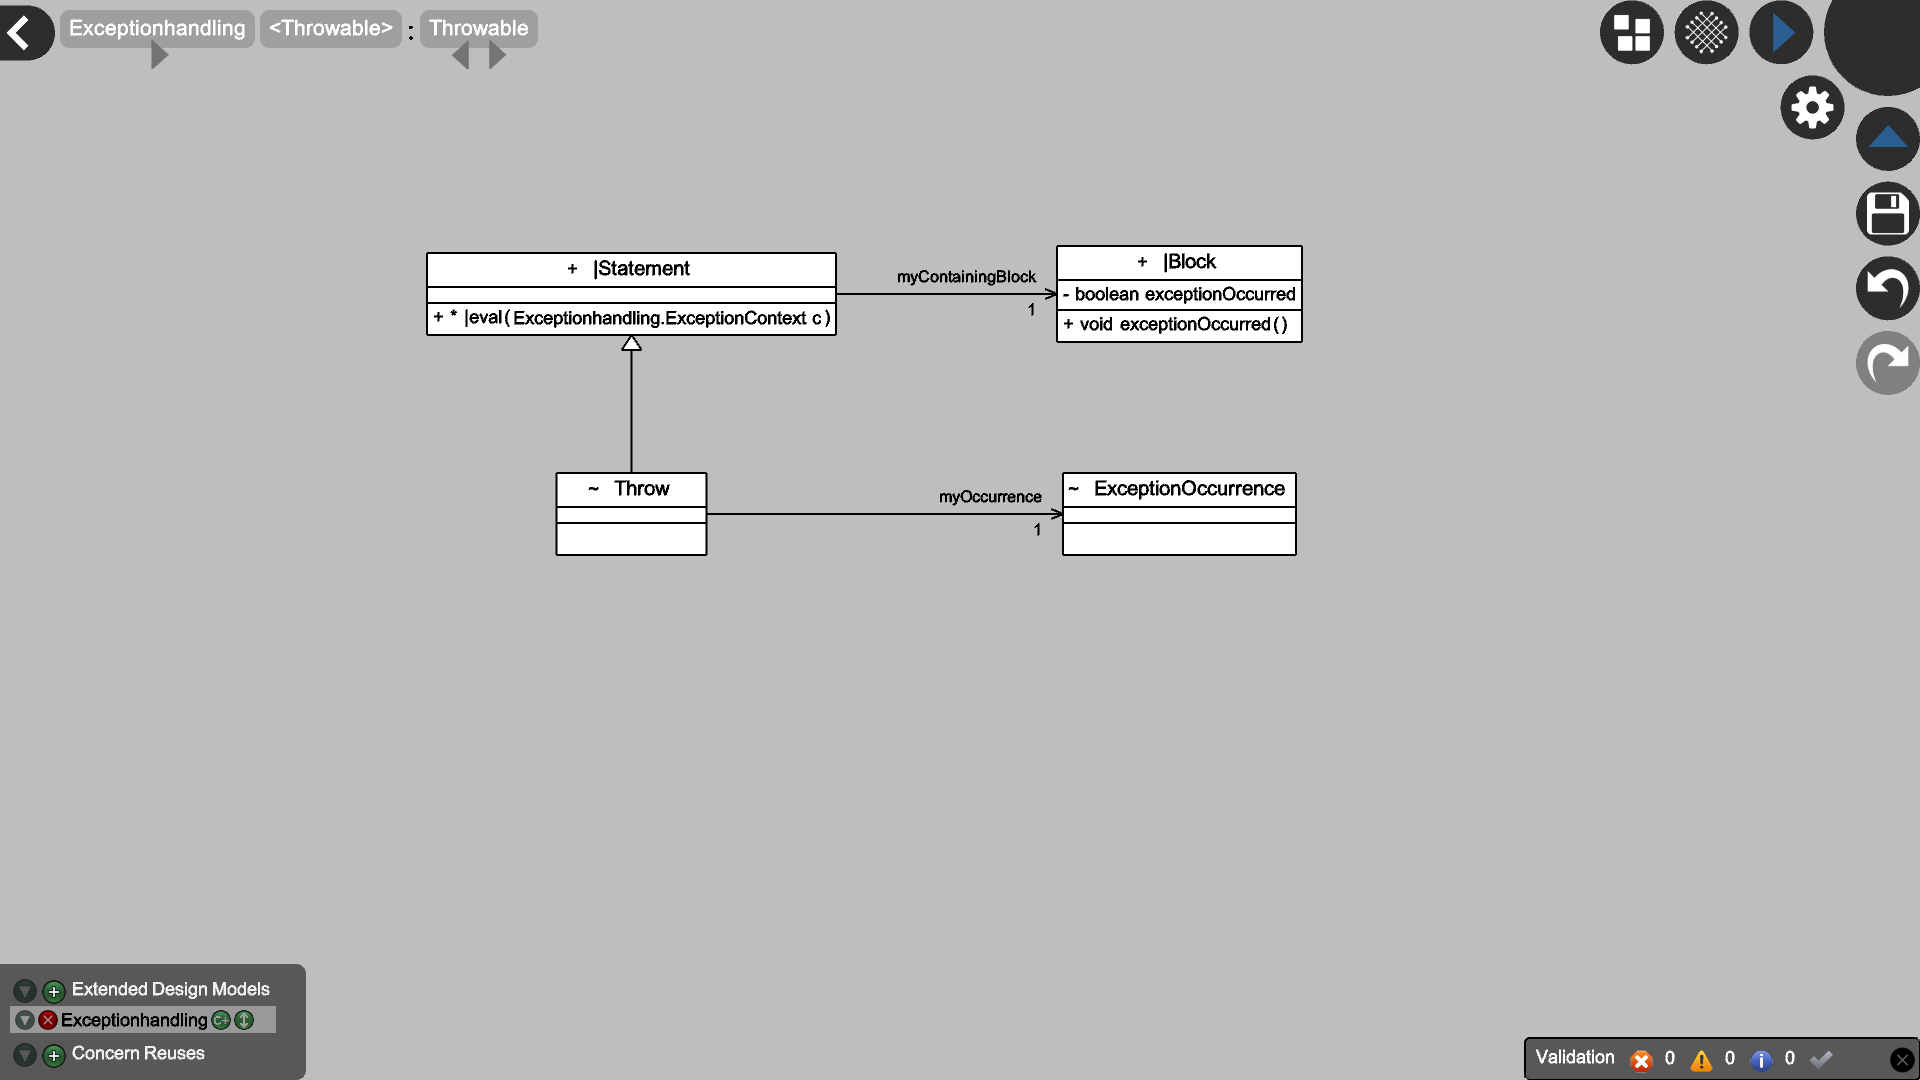 Exceptionhandling <Throwable> : Throwable
+ |Statement
+ * |eval(Exceptionhandling.ExceptionContext c)
myContainingBlock
1
+ |Block
- boolean exceptionOccurred
+ void exceptionOccurred()
~ Throw
myOccurrence
1
~ ExceptionOccurrence
Extended Design Models
Exceptionhandling C+
Concern Reuses
Validation 0 0 0